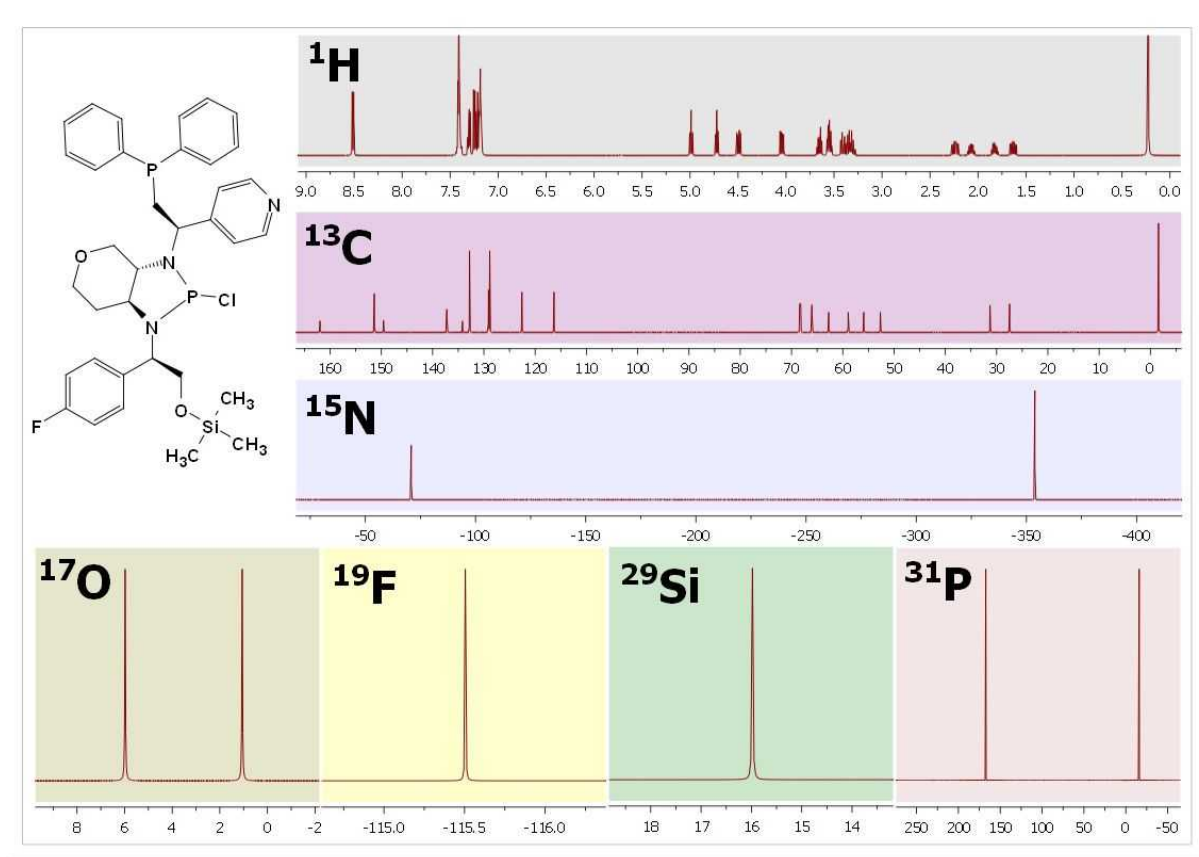 ¹H
9.0 8.5 8.0 7.5 7.0 6.5 6.0 5.5 5.0 4.5 4.0 3.5 3.0 2.5 2.0 1.5 1.0 0.5 0.0
P
N
O
N
P Cl
N
F
O
Si
CH₃
CH₃
H₃C
¹³C
160 150 140 130 120 110 100 90 80 70 60 50 40 30 20 10 0
¹⁵N
-50 -100 -150 -200 -250 -300 -350 -400
¹⁷O
8 6 4 2 0 -2
¹⁹F
-115.0 -115.5 -116.0
²⁹Si
18 17 16 15 14
³¹P
250 200 150 100 50 0 -50